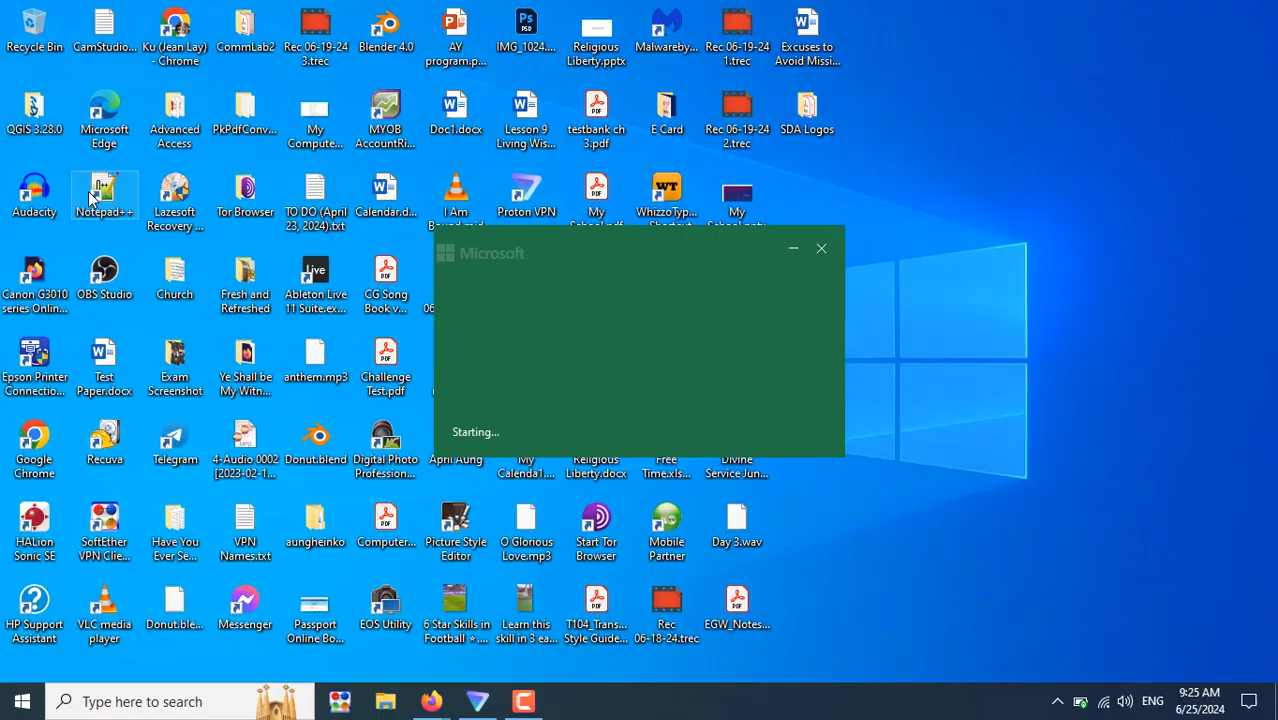 Recycle Bin
CamStudio...
Ku (Jean Lay)
- Chrome
CommLab2
Rec 06-19-24
3.trec
Blender 4.0
AY
program.p...
IMG_1024....
Religious
Liberty.pptx
Malwareby...
Rec 06-19-24
1.trec
Excuses to
Avoid Missi...
QGIS 3.28.0
Microsoft
Edge
Advanced
Access
PkPdfConv...
My
Compute...
MYOB
AccountRi...
Doc1.docx
Lesson 9
Living Wis...
testbank ch
3.pdf
E Card
Rec 06-19-24
2.trec
SDA Logos
Audacity
Notepad++
Lazesoft
Recovery ...
Tor Browser
TO DO (April
23, 2024).txt
Calendar.d...
I Am
Proton VPN
My
WhizzoTyp...
My
Microsoft
Canon G3010
series Onlin...
OBS Studio
Church
Fresh and
Refreshed
Live
Ableton Live
11 Suite.ex...
CG Song
Book v...
Epson Printer
Connectio...
Test
Paper.docx
Exam
Screenshot
Ye Shall be
My Witn...
anthem.mp3
Challenge
Test.pdf
Starting...
Google
Chrome
Recuva
Telegram
4-Audio 0002
[2023-02-1...
Donut.blend
Digital Photo
Profession...
April Aung
My
Calenda1....
Religious
Liberty.docx
Free
Time.xls...
Divine
Service Jun...
HALion
Sonic SE
SoftEther
VPN Clie...
Have You
Ever Se...
VPN
Names.txt
aungheinko
Computer...
Picture Style
Editor
O Glorious
Love.mp3
Start Tor
Browser
Mobile
Partner
Day 3.wav
HP Support
Assistant
VLC media
player
Donut.ble...
Messenger
Passport
Online Bo...
EOS Utility
6 Star Skills in
Football ⭐...
Learn this
skill in 3 ea...
T104_Trans...
Style Guide...
Rec
06-18-24.trec
EGW_Notes...
Type here to search
ENG
9:25 AM
6/25/2024